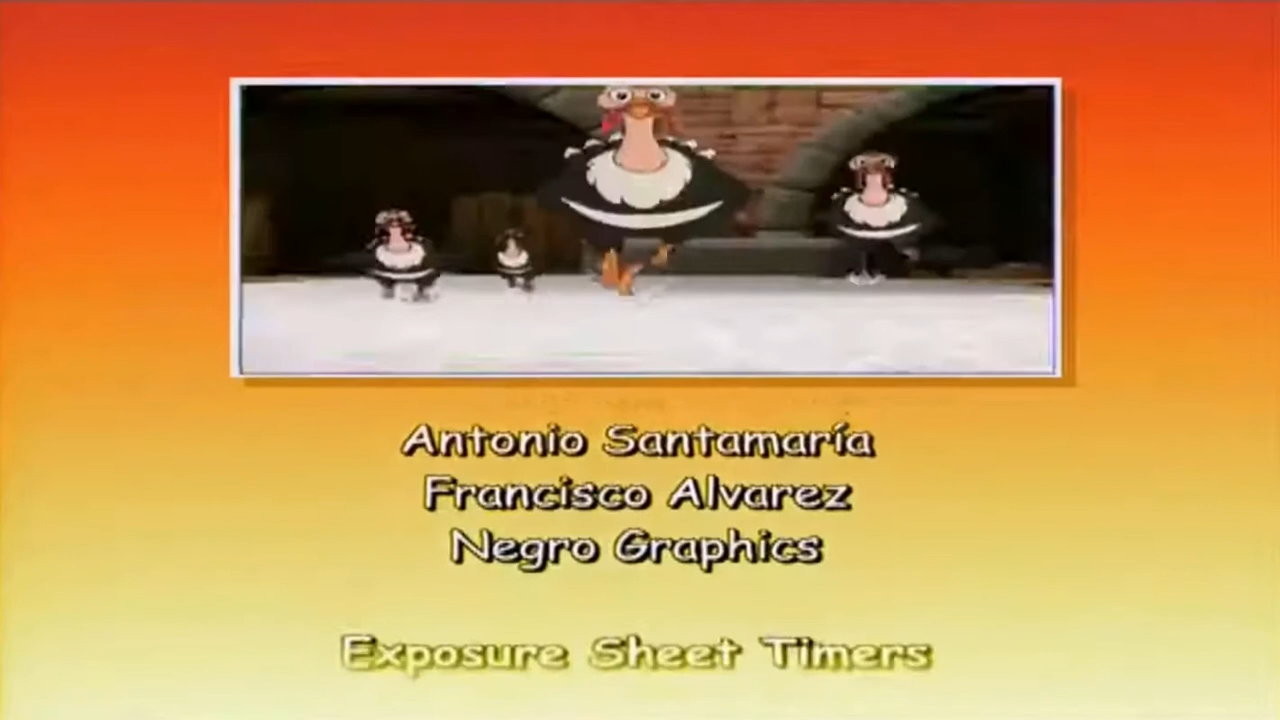 Antonio Santamaría
Francisco Alvarez
Negro Graphics
Exposure Sheet Timers